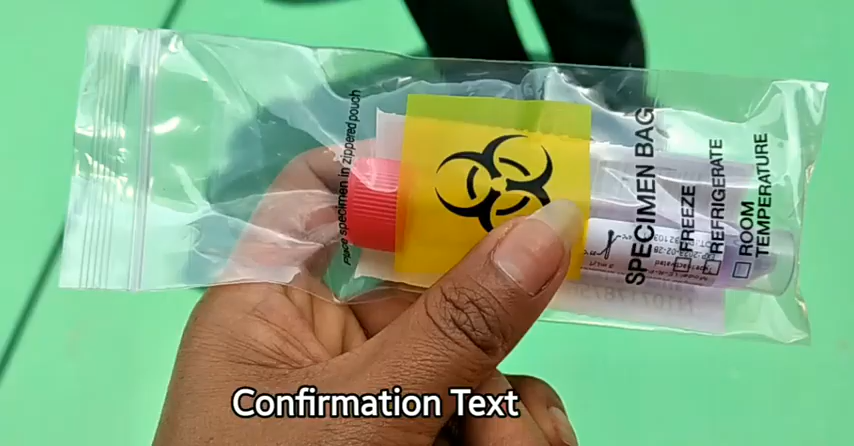 Place specimen in zippered pouch
SPECIMEN BAG
FREEZE
REFRIGERATE
ROOM
TEMPERATURE
Confirmation Text